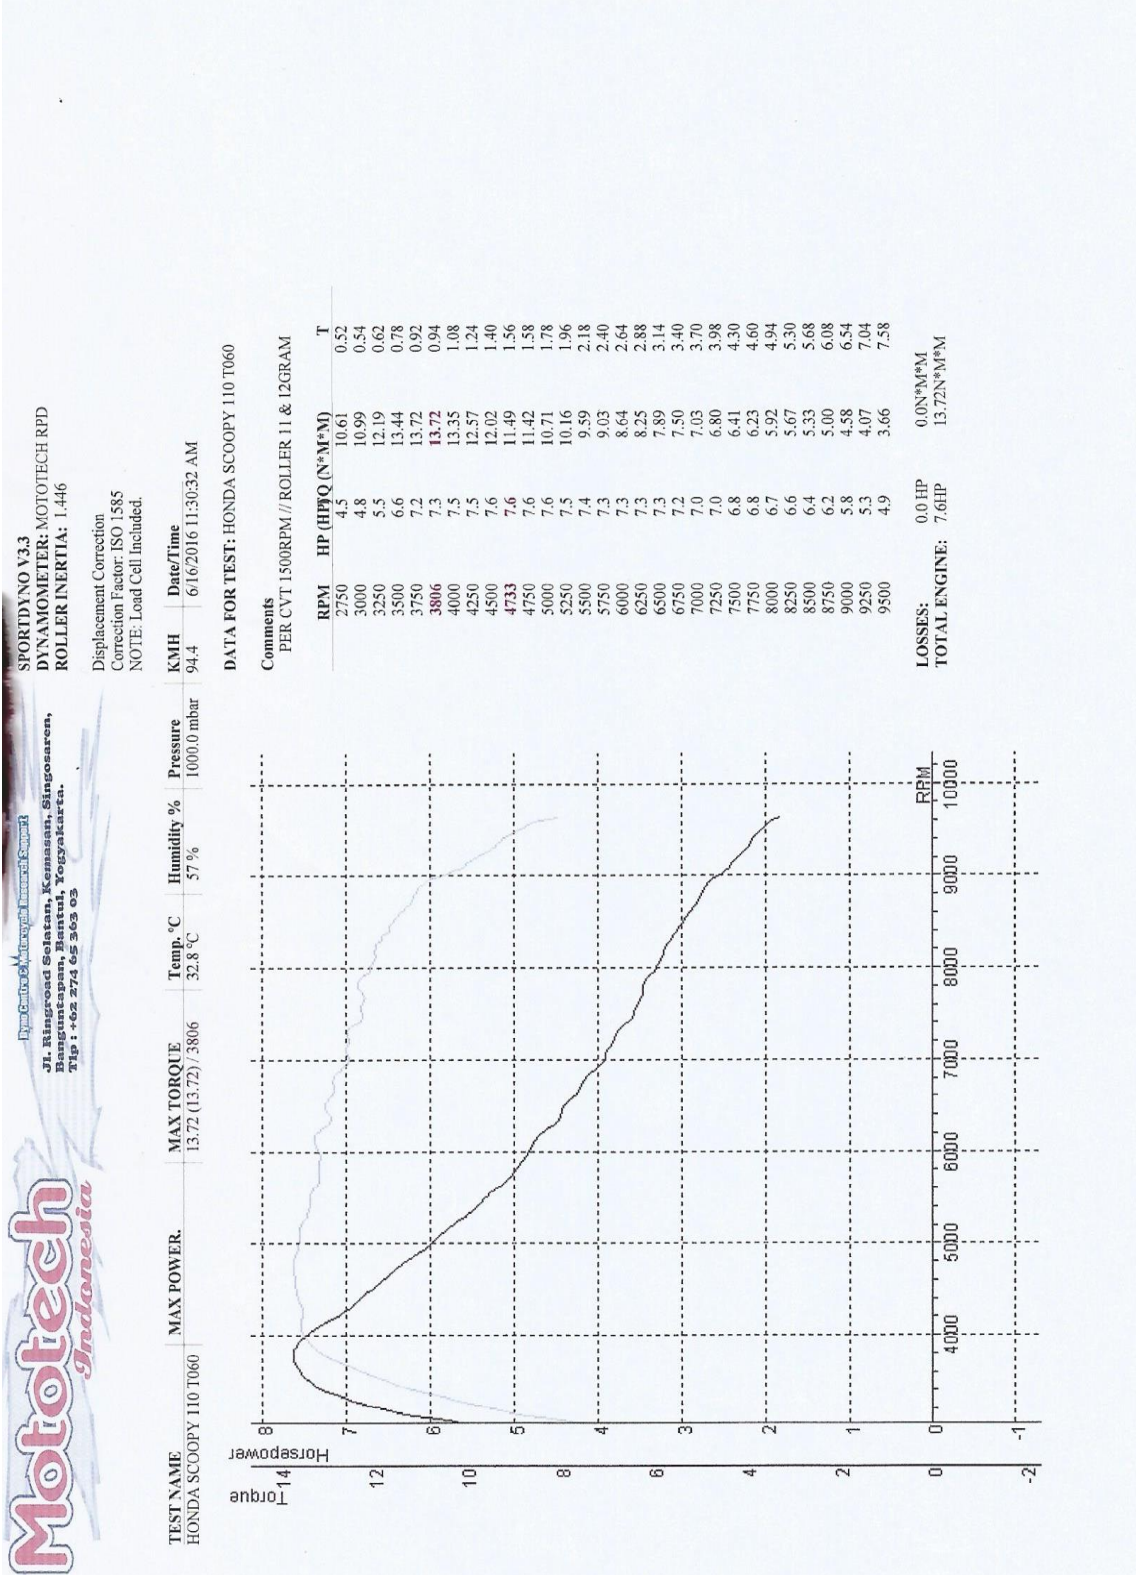 Mototech
Indonesia
Dyno Centre & Motorcycle Research Support
Jl. Ringroad Selatan, Kemasan, Singosaren,
Banguntapan, Bantul, Yogyakarta.
Tlp : +62 274 65 363 03
SPORTDYNO V3.3
DYNAMOMETER: MOTOTECH RPD
ROLLER INERTIA: 1.446
Displacement Correction
Correction Factor: ISO 1585
NOTE: Load Cell Included.
TEST NAME MAX POWER. MAX TORQUE Temp. °C Humidity % Pressure KMH Date/Time
HONDA SCOOPY 110 T060 13.72 (13.72) / 3806 32.8 °C 57 % 1000.0 mbar 94.4 6/16/2016 11:30:32 AM
Torque
Horsepower
14
12
10
8
6
4
2
0
-2
8
7
6
5
4
3
2
1
0
-1
4000 5000 6000 7000 8000 9000 10000
RPM
DATA FOR TEST: HONDA SCOOPY 110 T060
Comments
PER CVT 1500RPM // ROLLER 11 & 12GRAM
RPM HP (HP)TQ (N*M*M) T
2750 4.5 10.61 0.52
3000 4.8 10.99 0.54
3250 5.5 12.19 0.62
3500 6.6 13.44 0.78
3750 7.2 13.72 0.92
3806 7.3 13.72 0.94
4000 7.5 13.35 1.08
4250 7.5 12.57 1.24
4500 7.6 12.02 1.40
4733 7.6 11.49 1.56
4750 7.6 11.42 1.58
5000 7.6 10.71 1.78
5250 7.5 10.16 1.96
5500 7.4 9.59 2.18
5750 7.3 9.03 2.40
6000 7.3 8.64 2.64
6250 7.3 8.25 2.88
6500 7.3 7.89 3.14
6750 7.2 7.50 3.40
7000 7.0 7.03 3.70
7250 7.0 6.80 3.98
7500 6.8 6.41 4.30
7750 6.8 6.23 4.60
8000 6.7 5.92 4.94
8250 6.6 5.67 5.30
8500 6.4 5.33 5.68
8750 6.2 5.00 6.08
9000 5.8 4.58 6.54
9250 5.3 4.07 7.04
9500 4.9 3.66 7.58
LOSSES: 0.0 HP 0.0N*M*M
TOTAL ENGINE: 7.6HP 13.72N*M*M